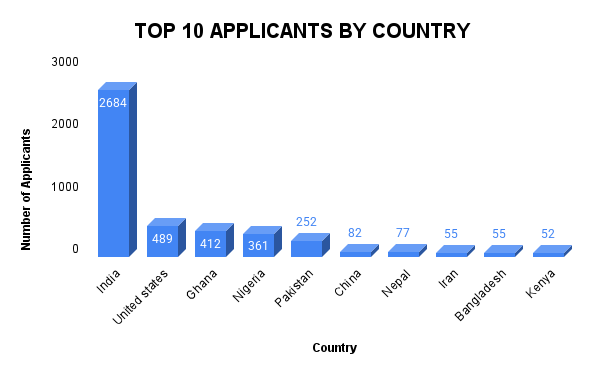 TOP 10 APPLICANTS BY COUNTRY
Number of Applicants
3000
2000
1000
0
2684
489
412
361
252
82
77
55
55
52
India
United states
Ghana
Nigeria
Pakistan
China
Nepal
Iran
Bangladesh
Kenya
Country